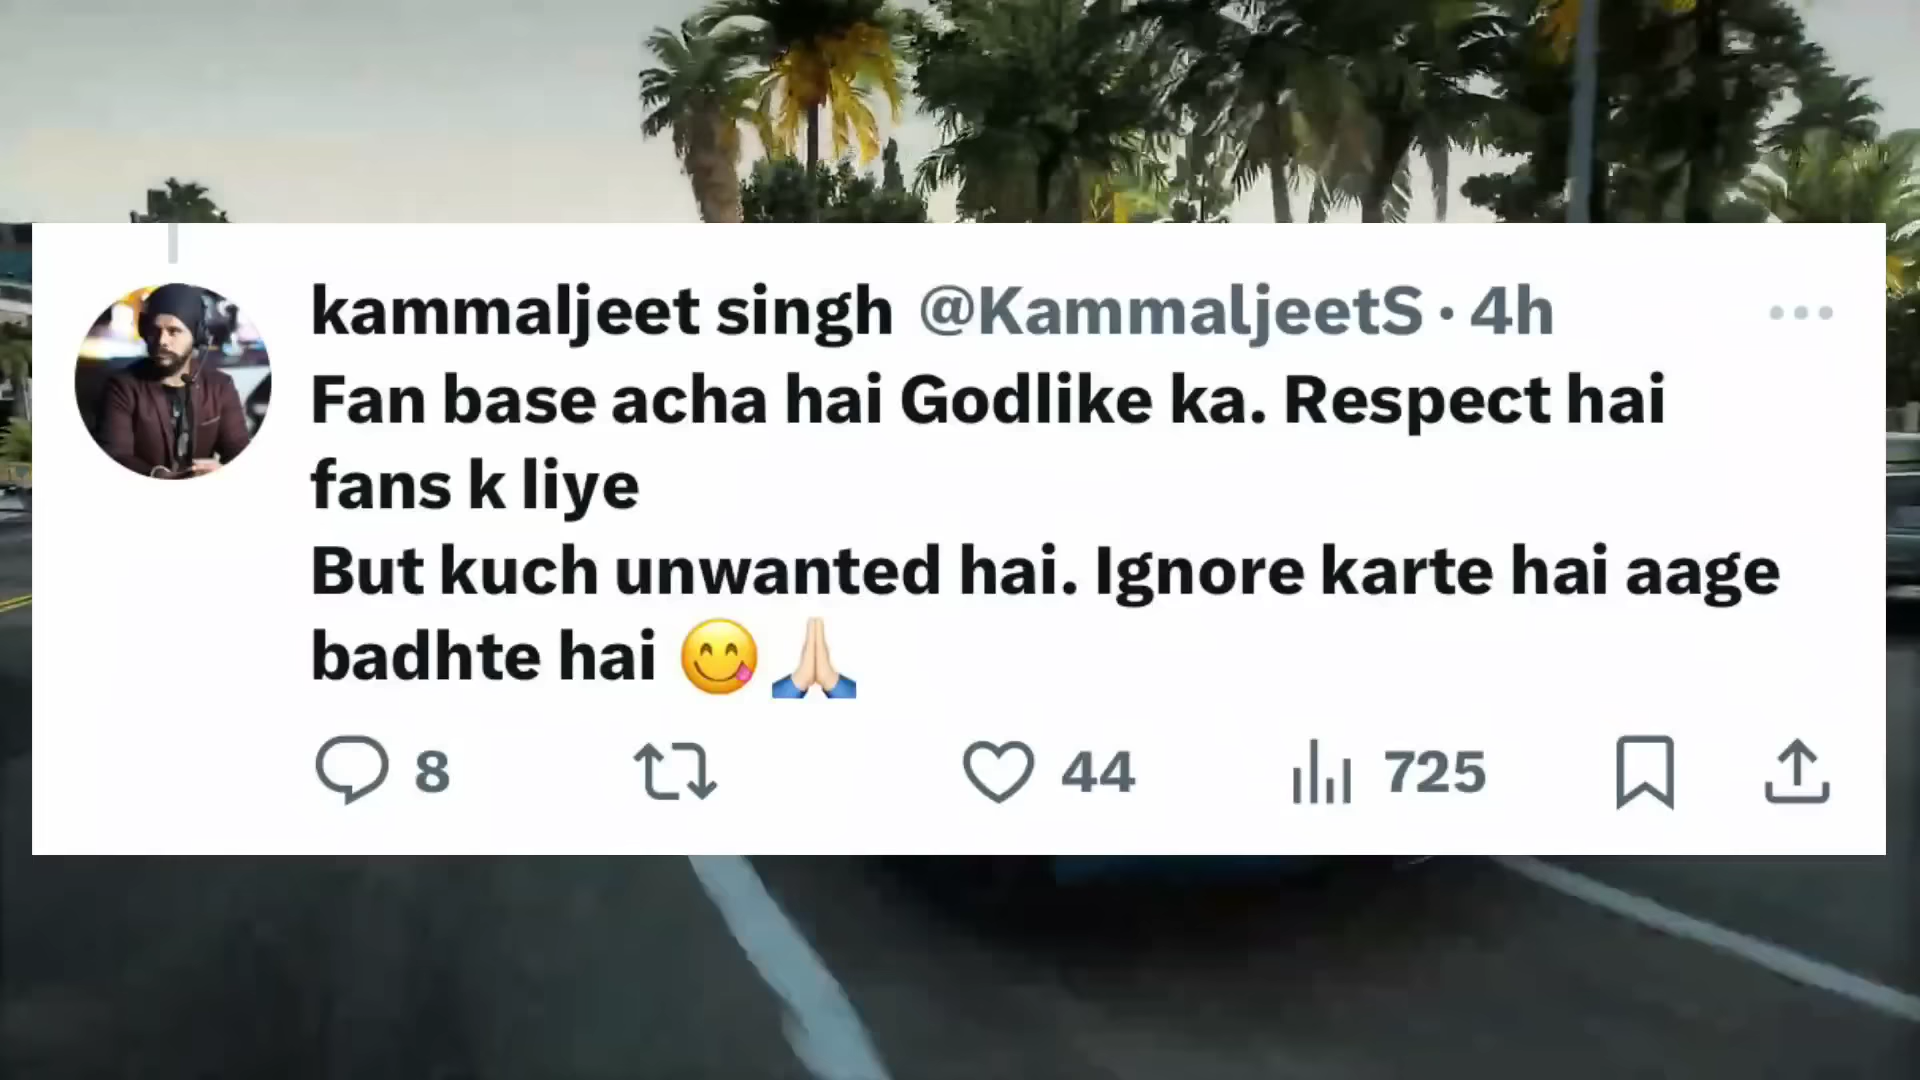 kammaljeet singh @KammaljeetS · 4h
Fan base acha hai Godlike ka. Respect hai
fans k liye
But kuch unwanted hai. Ignore karte hai aage
badhte hai 😋🙏🏻
8 44 725